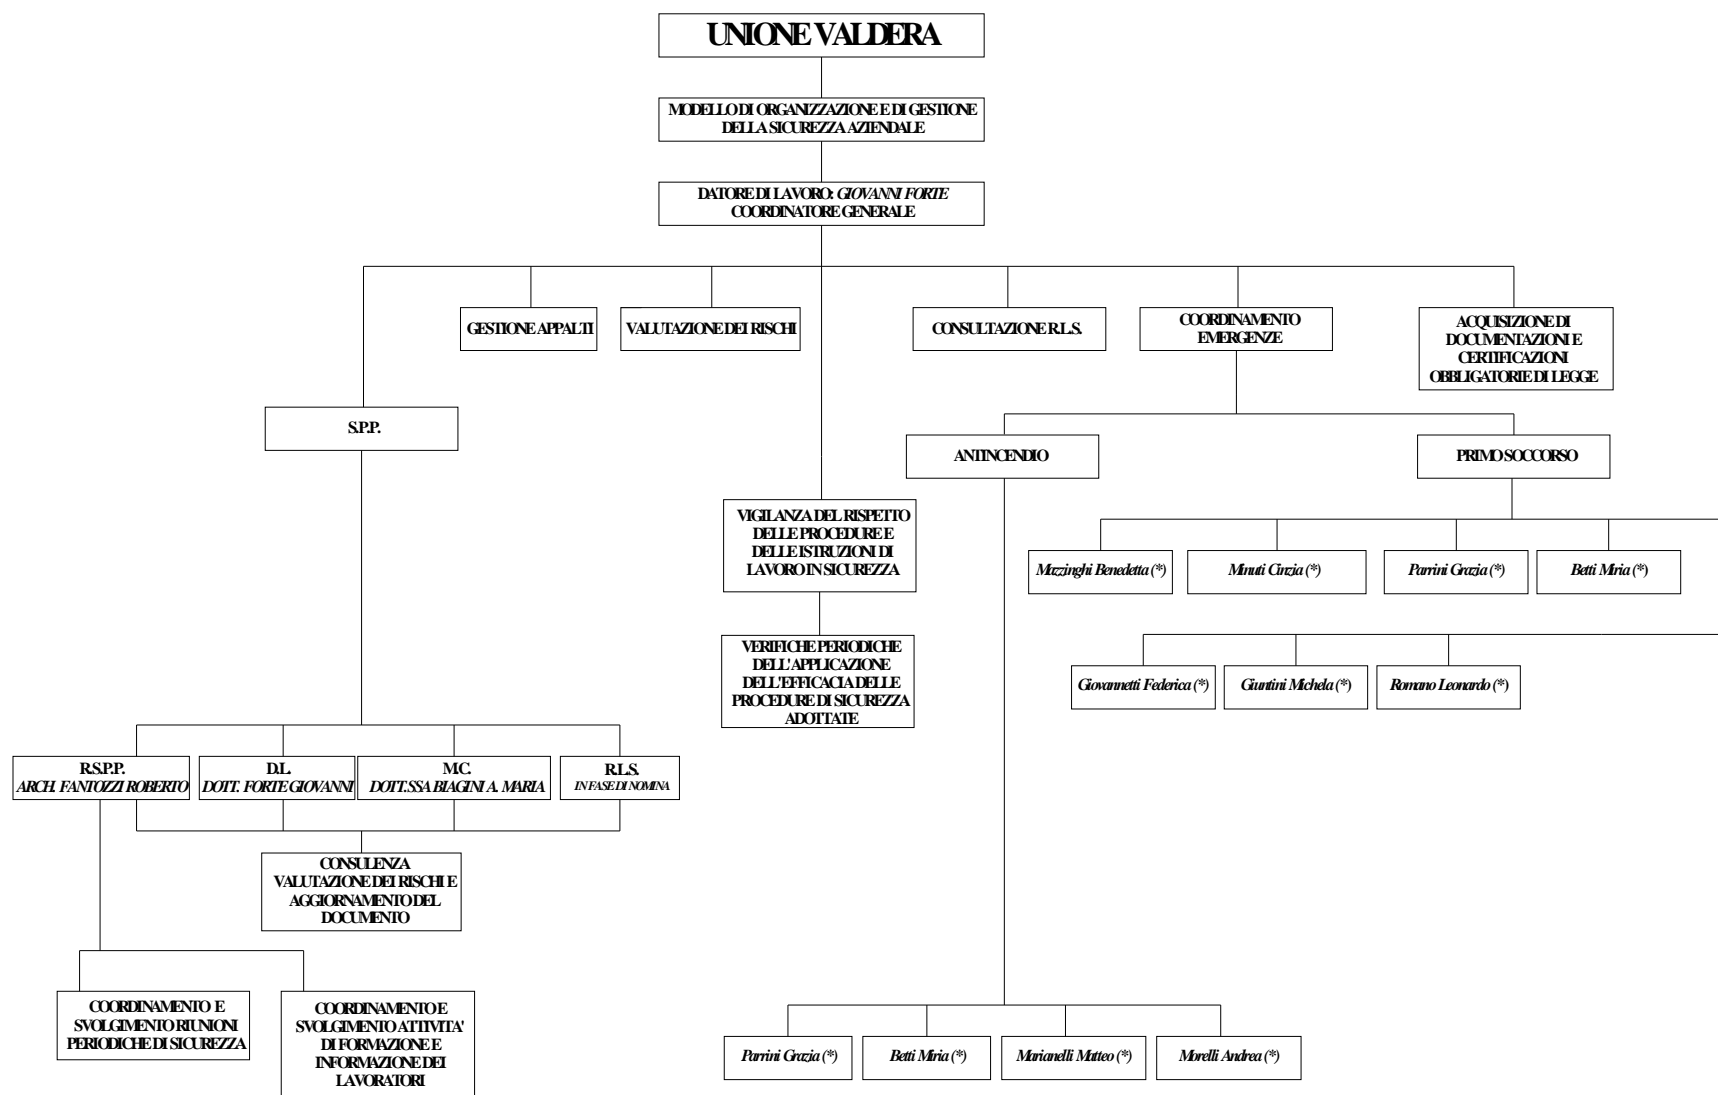 UNIONE VALDERA
MODELLO DI ORGANIZZAZIONE E DI GESTIONE
DELLA SICUREZZA AZIENDALE
DATORE DI LAVORO: GIOVANNI FORTE
COORDINATORE GENERALE
GESTIONE APPALTI
VALUTAZIONE DEI RISCHI
CONSULTAZIONE R.L.S.
COORDINAMENTO
EMERGENZE
ACQUISIZIONE DI
DOCUMENTAZIONI E
CERTIFICAZIONI
OBBLIGATORIE DI LEGGE
S.P.P.
ANTINCENDIO
PRIMO SOCCORSO
VIGILANZA DEL RISPETTO
DELLE PROCEDURE E
DELLE ISTRUZIONI DI
LAVORO IN SICUREZZA
Mazzinghi Benedetta (*)
Minuti Cinzia (*)
Parrini Grazia (*)
Betti Miria (*)
VERIFICHE PERIODICHE
DELL'APPLICAZIONE
DELL'EFFICACIA DELLE
PROCEDURE DI SICUREZZA
ADOTTATE
Giovannetti Federica (*)
Giuntini Michela (*)
Romano Leonardo (*)
R.S.P.P.
ARCH. FANTOZZI ROBERTO
D.L.
DOTT. FORTE GIOVANNI
M.C.
DOTT.SSA BIAGINI A. MARIA
R.L.S.
IN FASE DI NOMINA
CONSULENZA
VALUTAZIONE DEI RISCHI E
AGGIORNAMENTO DEL
DOCUMENTO
COORDINAMENTO E
SVOLGIMENTO RIUNIONI
PERIODICHE DI SICUREZZA
COORDINAMENTO E
SVOLGIMENTO ATTIVITA'
DI FORMAZIONE E
INFORMAZIONE DEI
LAVORATORI
Parrini Grazia (*)
Betti Miria (*)
Marianelli Matteo (*)
Morelli Andrea (*)